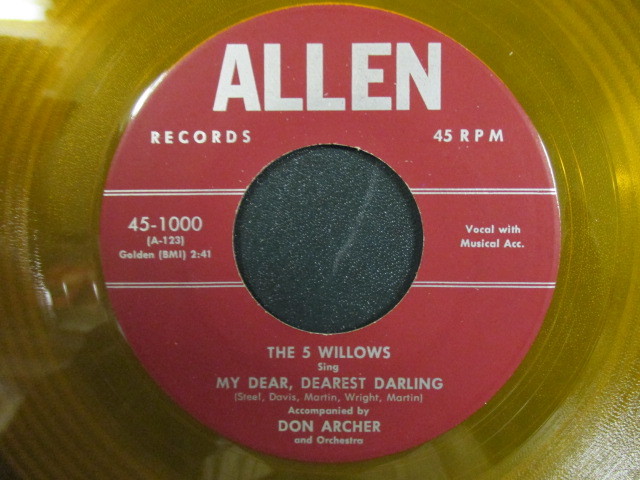 ALLEN
RECORDS 45 RPM
45-1000
(A-123)
Golden (BMI) 2:41
Vocal with
Musical Acc.
THE 5 WILLOWS
Sing
MY DEAR, DEAREST DARLING
(Steel, Davis, Martin, Wright, Martin)
Accompanied by
DON ARCHER
and Orchestra